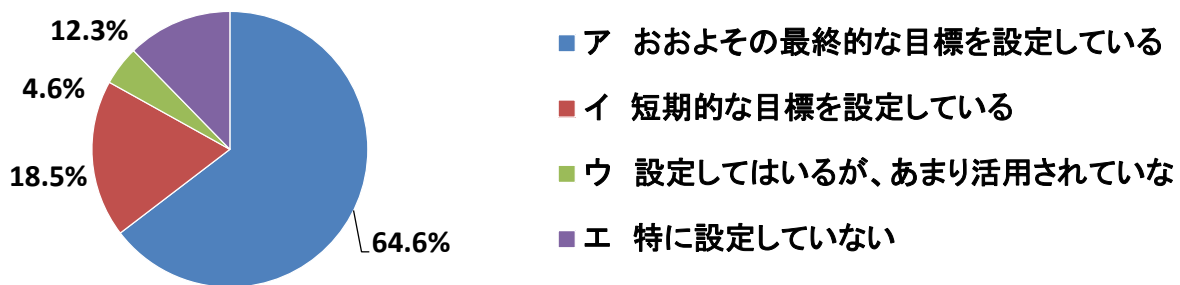 12.3%
4.6%
18.5%
64.6%
ア おおよその最終的な目標を設定している
イ 短期的な目標を設定している
ウ 設定してはいるが、あまり活用されていな
エ 特に設定していない